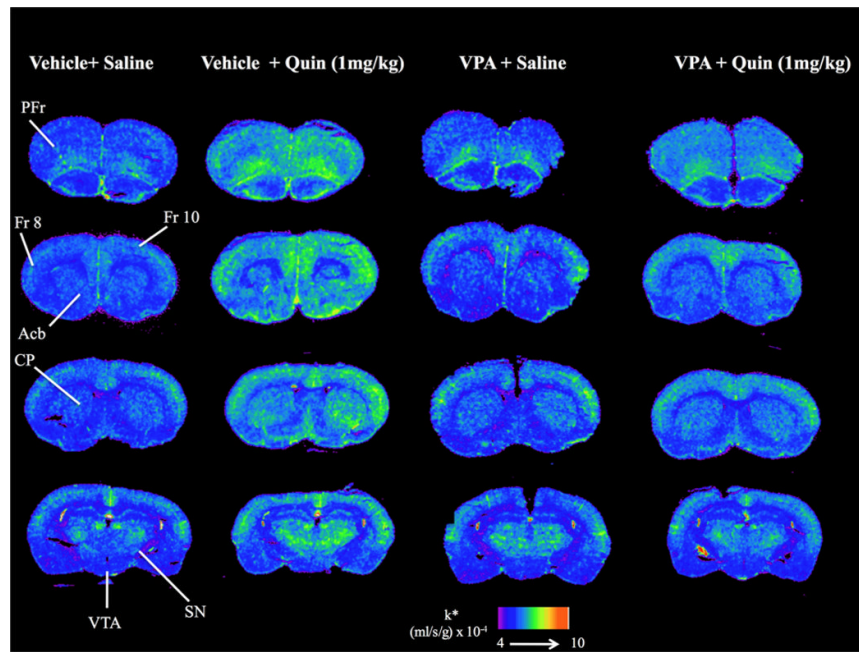 Vehicle+ Saline
Vehicle + Quin (1mg/kg)
VPA + Saline
VPA + Quin (1mg/kg)
PFr
Fr 8
Fr 10
Acb
CP
VTA
SN
k*
(ml/s/g) x 10⁻⁴
4
10